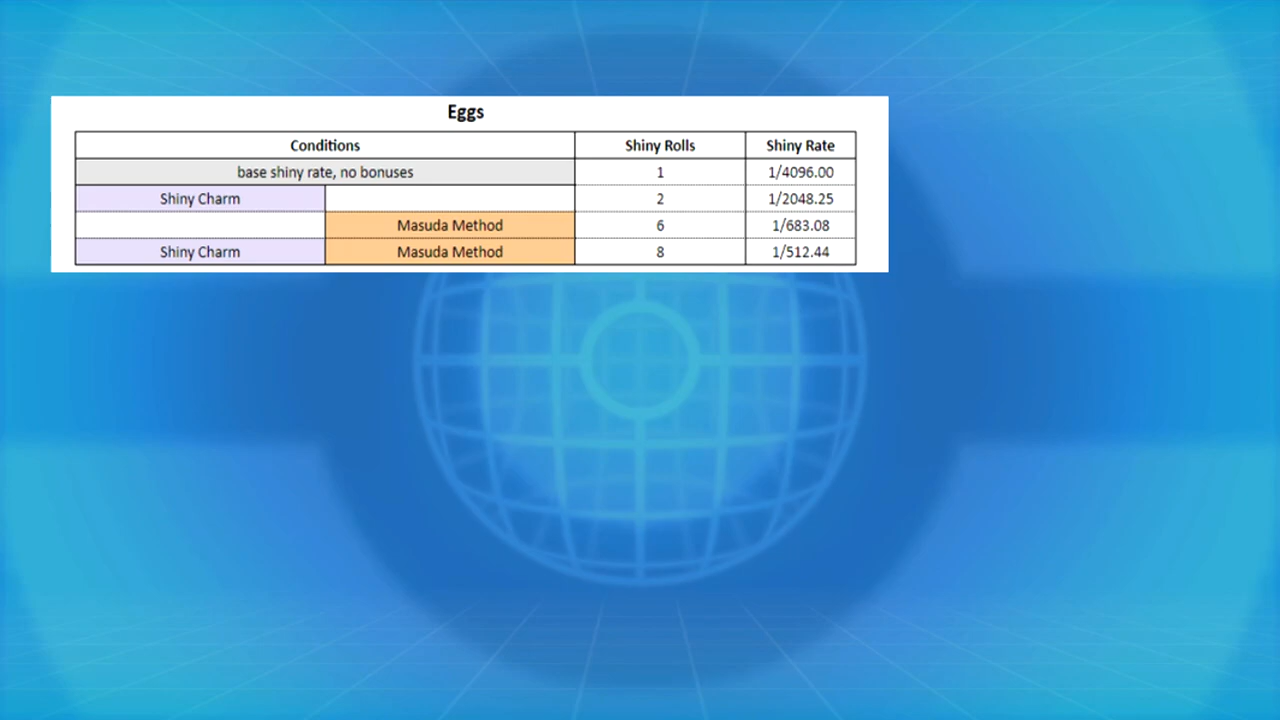 Eggs
Conditions Shiny Rolls Shiny Rate
base shiny rate, no bonuses 1 1/4096.00
Shiny Charm 2 1/2048.25
Masuda Method 6 1/683.08
Shiny Charm Masuda Method 8 1/512.44